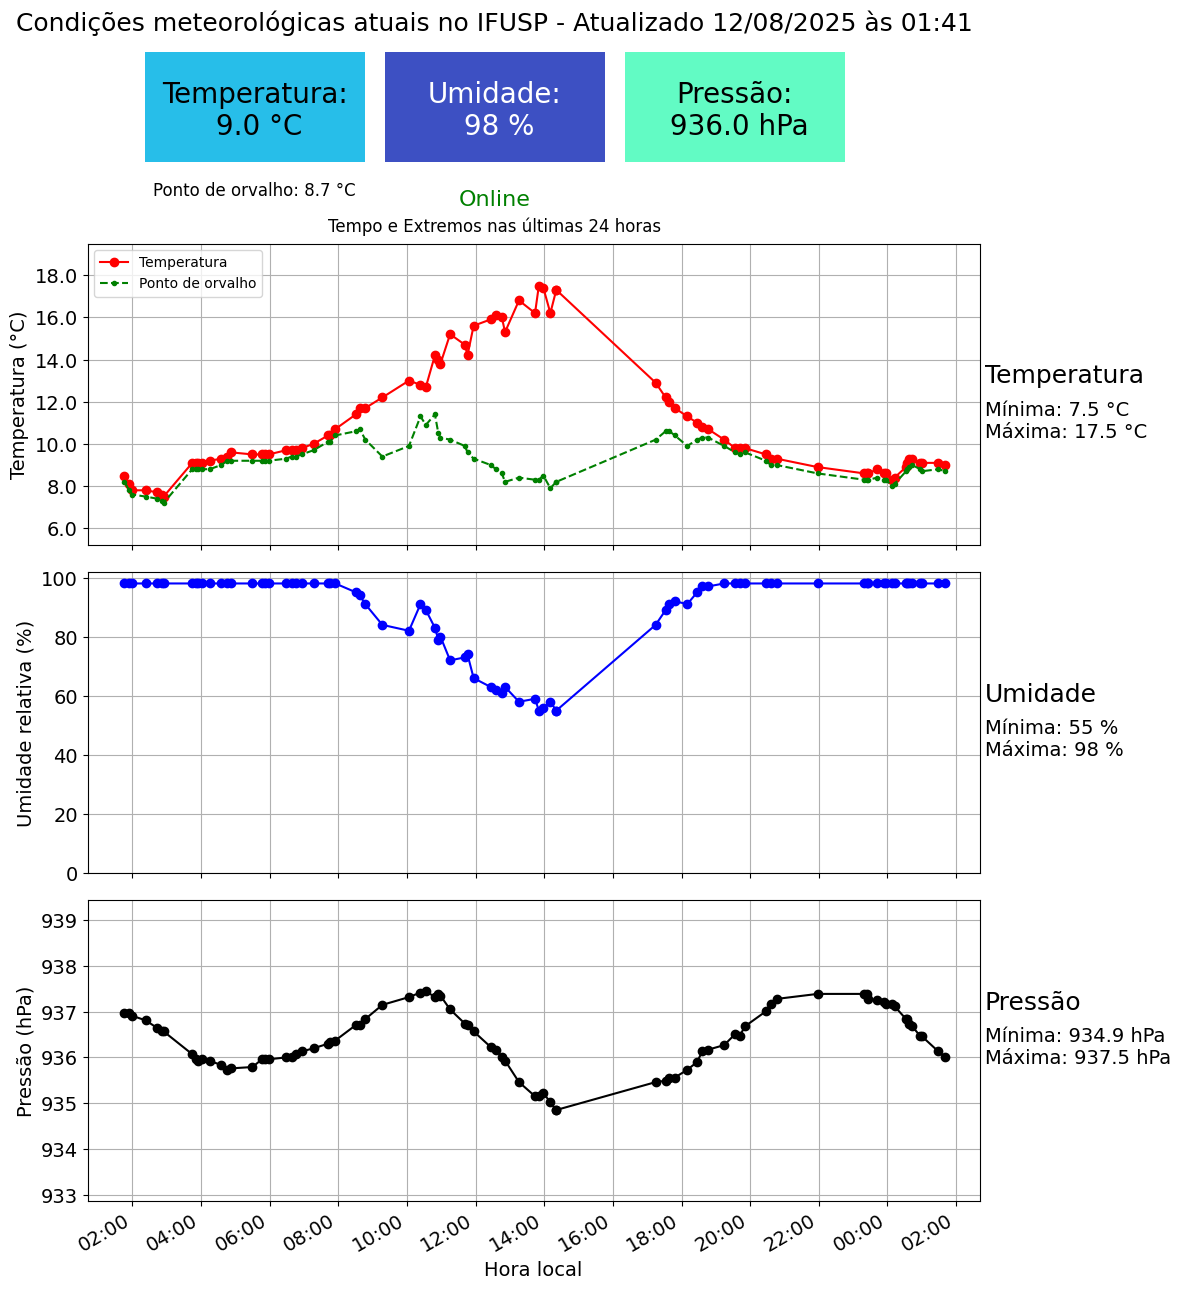 Condições meteorológicas atuais no IFUSP - Atualizado 12/08/2025 às 01:41
Temperatura:
9.0 °C
Umidade:
98 %
Pressão:
936.0 hPa
Ponto de orvalho: 8.7 °C
Online
Tempo e Extremos nas últimas 24 horas
Temperatura
Ponto de orvalho
Temperatura (°C)
18.0
16.0
14.0
12.0
10.0
8.0
6.0
Temperatura
Mínima: 7.5 °C
Máxima: 17.5 °C
Umidade relativa (%)
100
80
60
40
20
0
Umidade
Mínima: 55 %
Máxima: 98 %
Pressão (hPa)
939
938
937
936
935
934
933
Pressão
Mínima: 934.9 hPa
Máxima: 937.5 hPa
02:00 04:00 06:00 08:00 10:00 12:00 14:00 16:00 18:00 20:00 22:00 00:00 02:00
Hora local